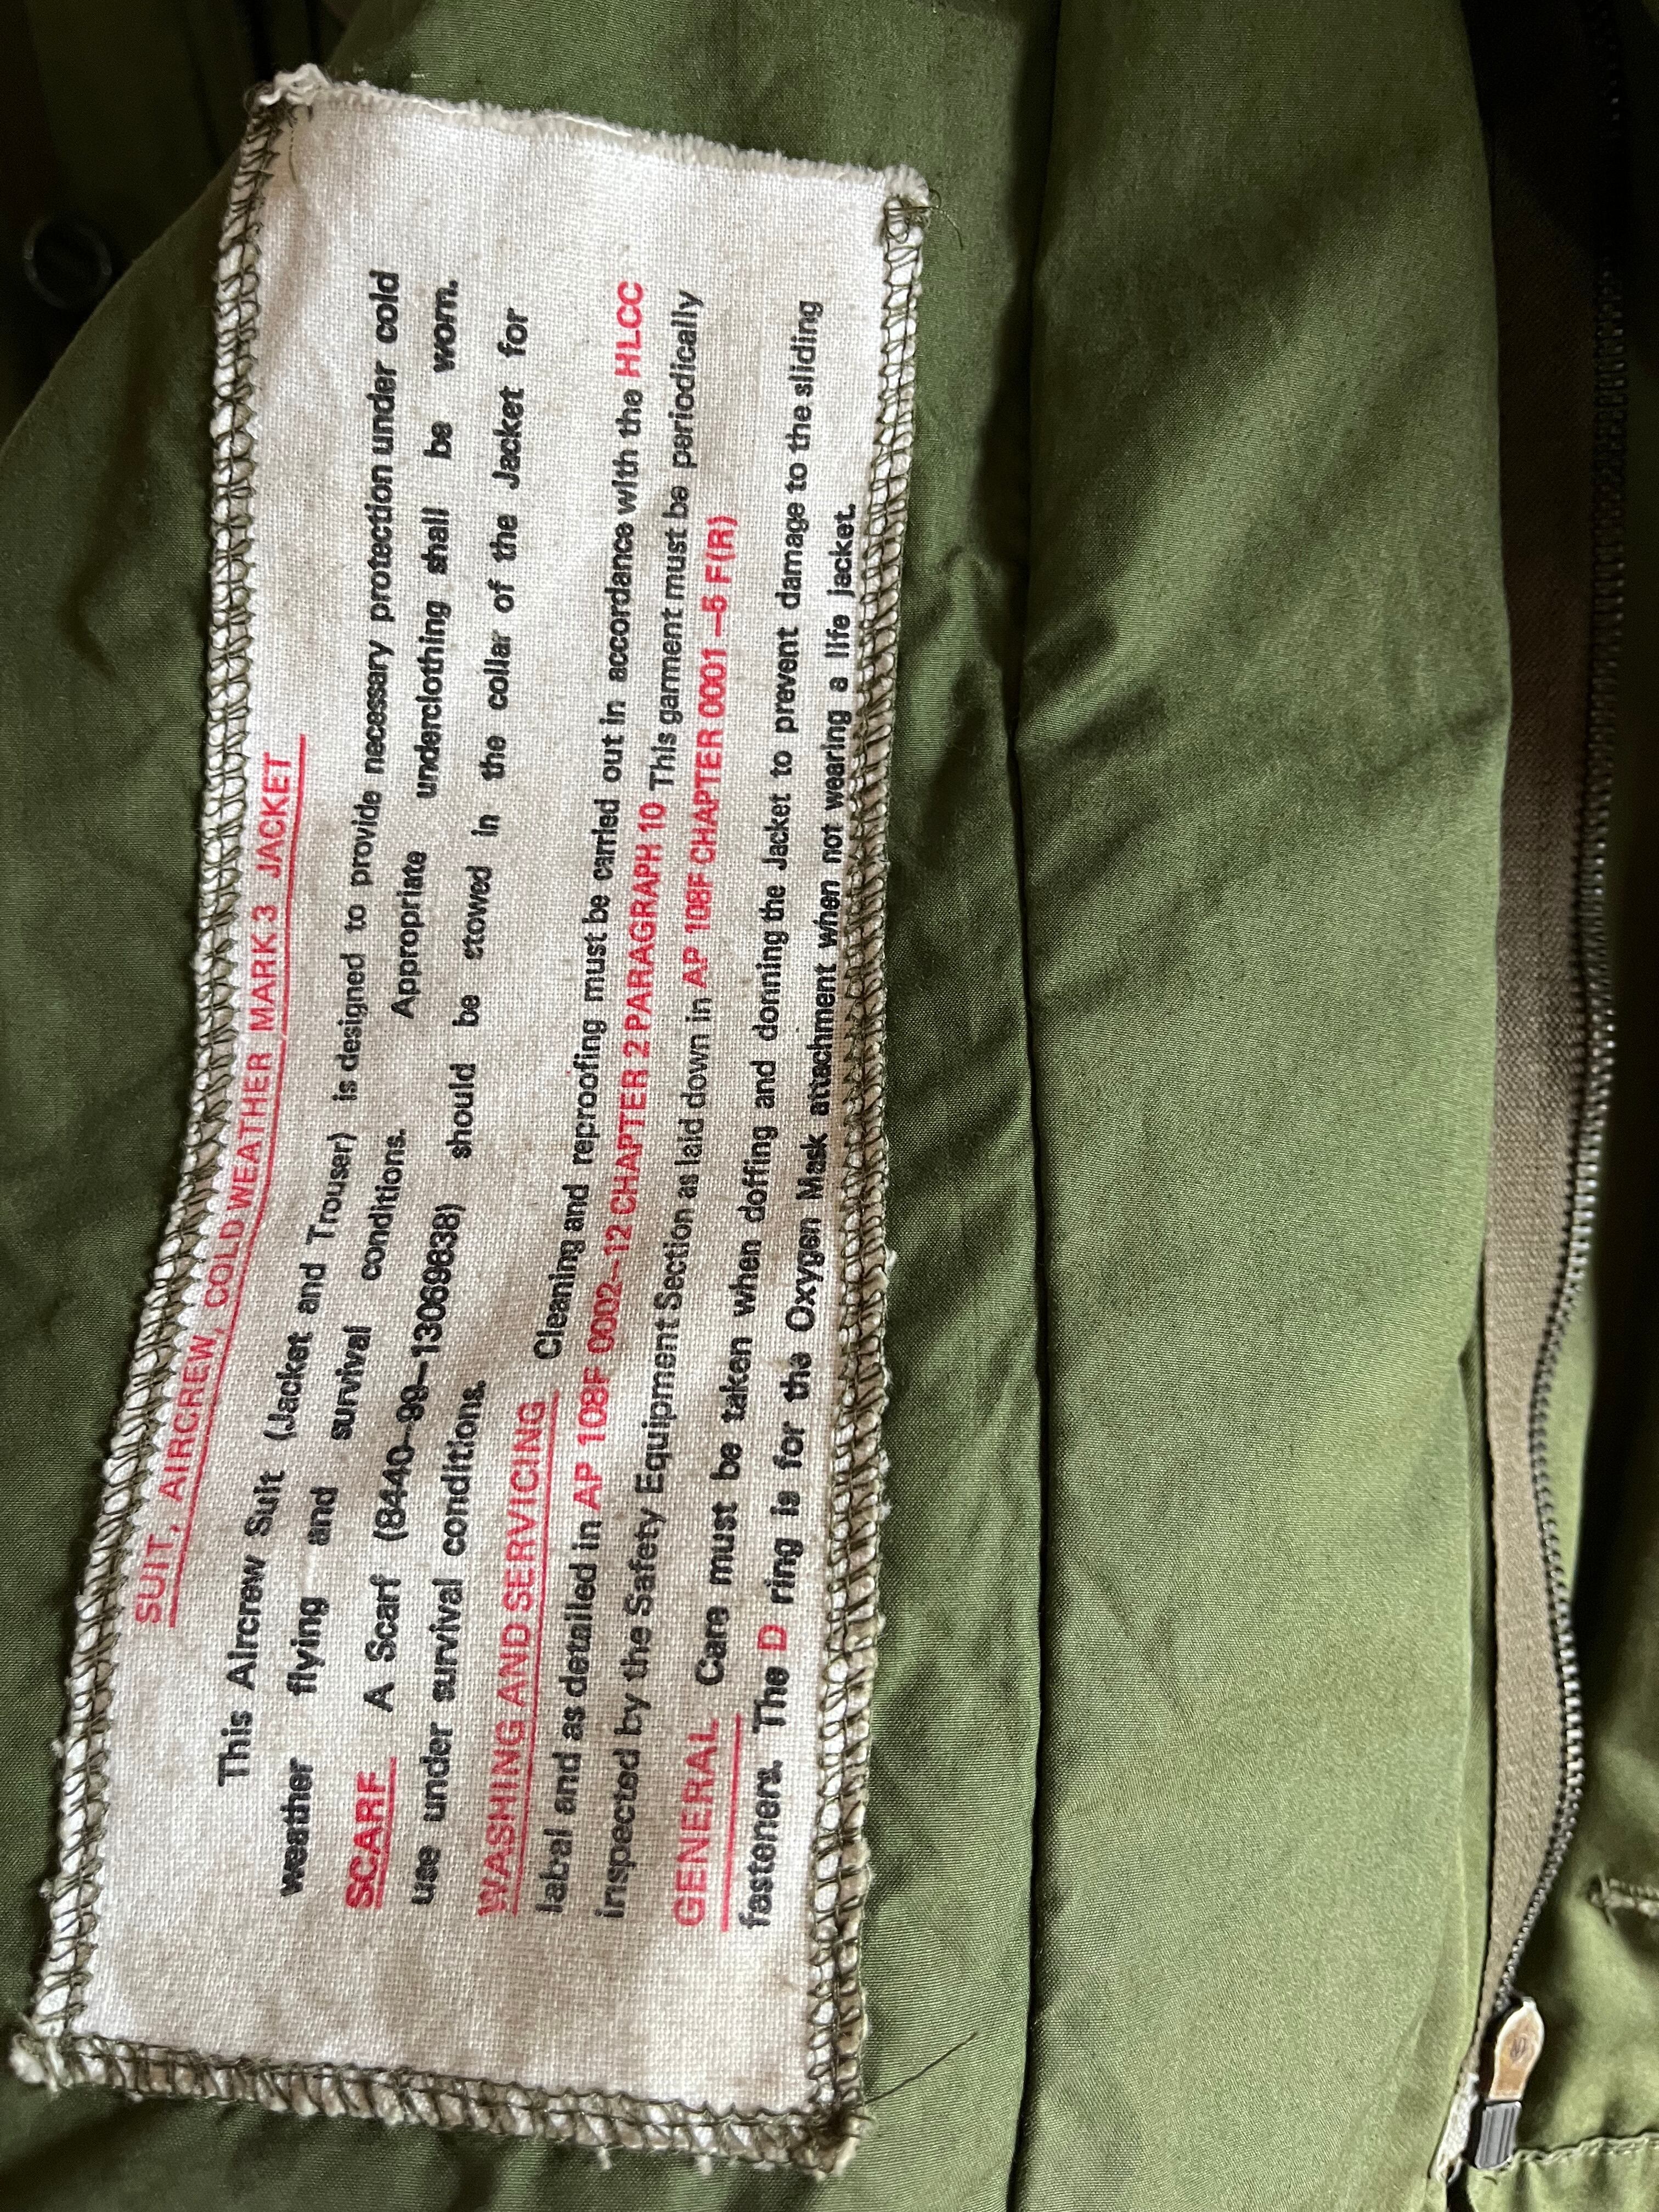 SUIT, AIRCREW, COLD WEATHER MARK 3 JACKET
This Aircrew Suit (Jacket and Trouser) is designed to provide necessary protection under cold
weather flying and survival conditions. Appropriate underclothing shall be worn.
SCARF A Scarf (8440-99-13069838) should be stowed in the collar of the Jacket for
use under survival conditions.
WASHING AND SERVICING Cleaning and reproofing must be carried out in accordance with the HLCC
label and as detailed in AP 108F 0002-12 CHAPTER 2 PARAGRAPH 10 This garment must be periodically
inspected by the Safety Equipment Section as laid down in AP 108F CHAPTER 0001-5 F(R)
GENERAL Care must be taken when doffing and donning the Jacket to prevent damage to the sliding
fasteners. The D ring is for the Oxygen Mask attachment when not wearing a life jacket.